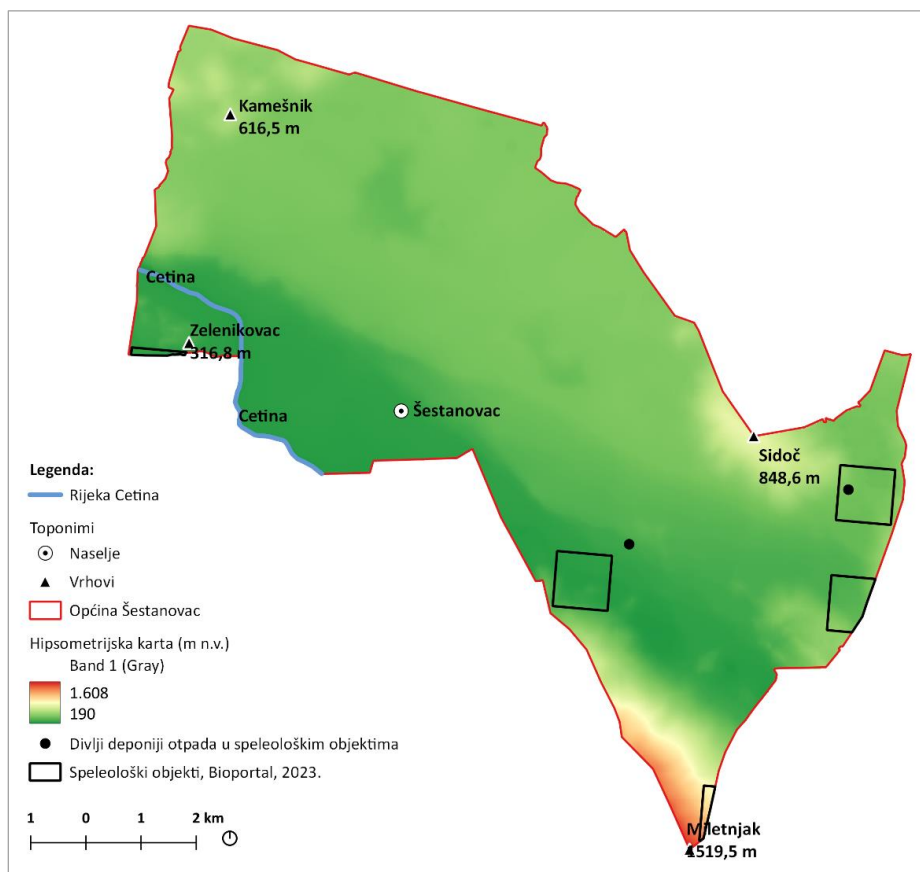 Kamešnik
616,5 m
Cetina
Zelenikovac
316,8 m
Cetina
Šestanovac
Sidoč
848,6 m
Miletnjak
1519,5 m
Legenda:
Rijeka Cetina
Toponimi
Naselje
Vrhovi
Općina Šestanovac
Hipsometrijska karta (m n.v.)
Band 1 (Gray)
1.608
190
Divlji deponiji otpada u speleološkim objektima
Speleološki objekti, Bioportal, 2023.
1 0 1 2 km